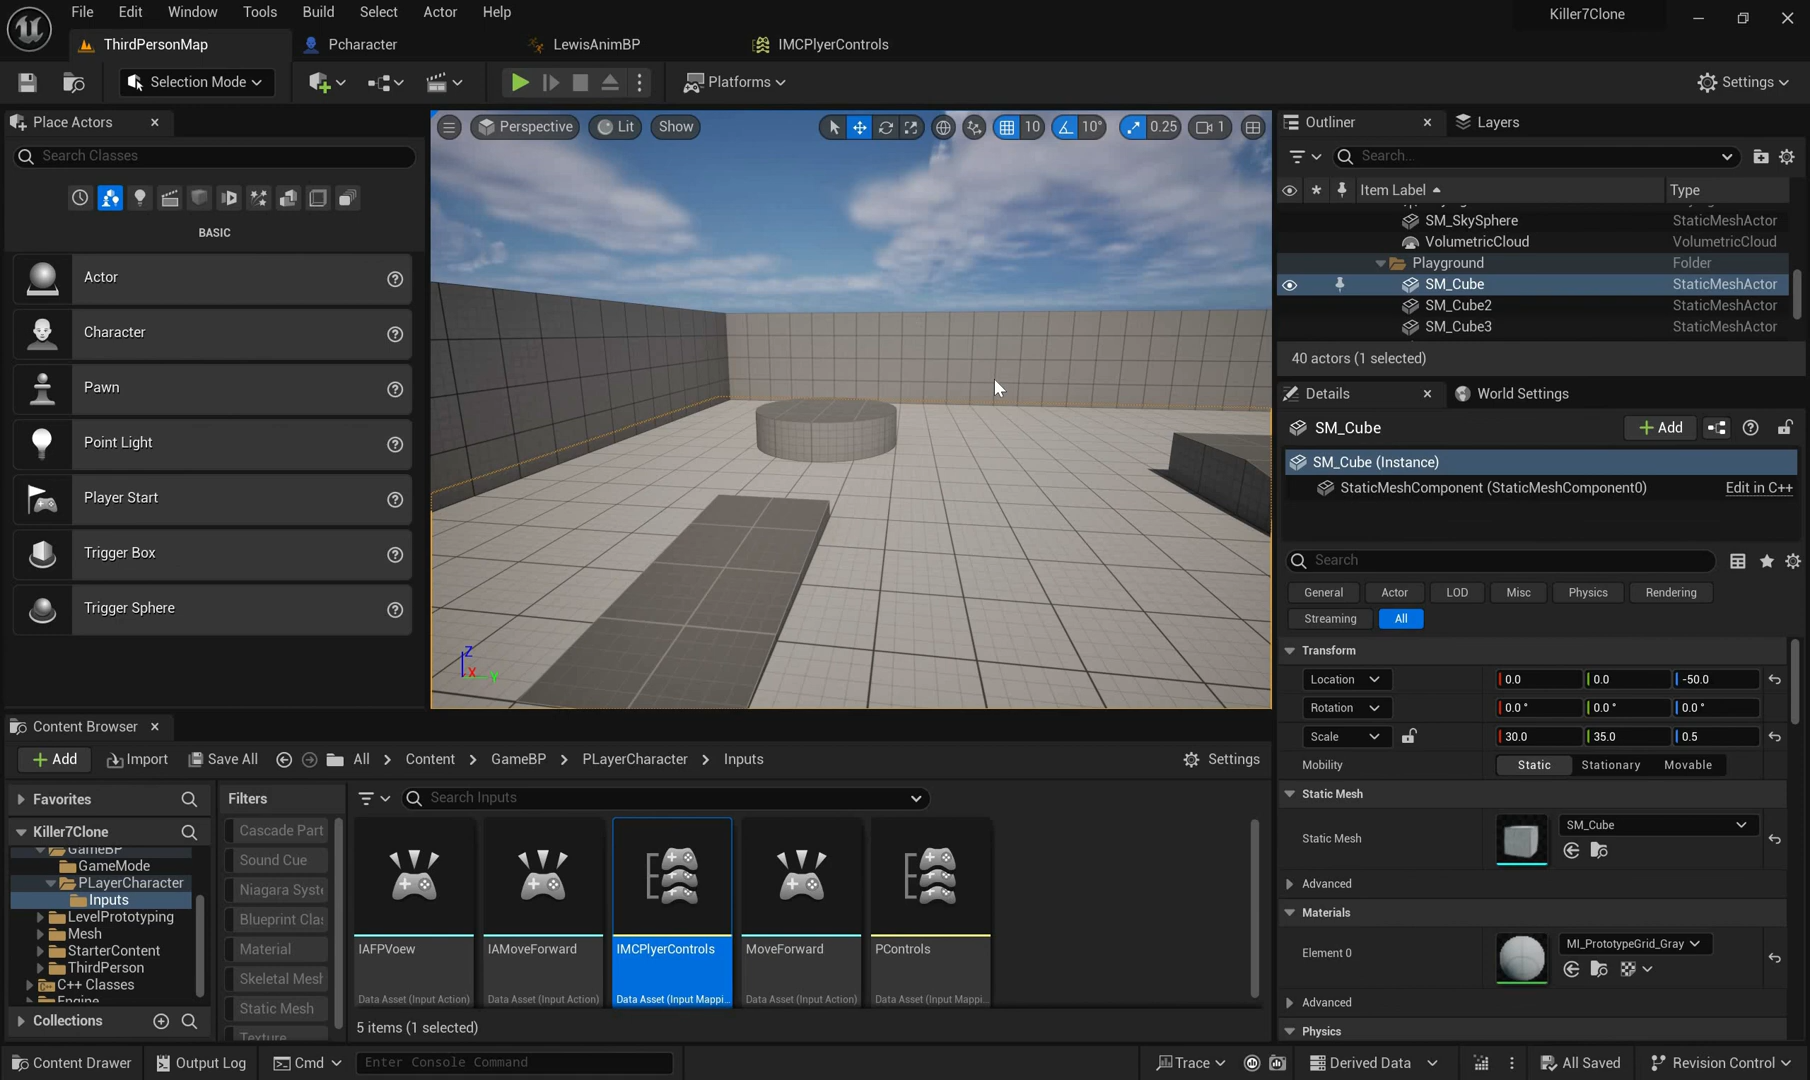 File Edit Window Tools Build Select Actor Help
Killer7Clone
ThirdPersonMap Pcharacter LewisAnimBP IMCPlyerControls
Selection Mode Platforms Settings
Place Actors
Search Classes
BASIC
Actor
Character
Pawn
Point Light
Player Start
Trigger Box
Trigger Sphere
Perspective Lit Show 10 10° 0.25 1
Z
X Y
Outliner Layers
Search...
Item Label Type
SM_SkySphere StaticMeshActor
VolumetricCloud VolumetricCloud
Playground Folder
SM_Cube StaticMeshActor
SM_Cube2 StaticMeshActor
SM_Cube3 StaticMeshActor
40 actors (1 selected)
Details World Settings
SM_Cube Add
SM_Cube (Instance)
StaticMeshComponent (StaticMeshComponent0) Edit in C++
Search
General Actor LOD Misc Physics Rendering
Streaming All
Transform
Location 0.0 0.0 -50.0
Rotation 0.0 ° 0.0 ° 0.0 °
Scale 30.0 35.0 0.5
Mobility Static Stationary Movable
Static Mesh
Static Mesh SM_Cube
Advanced
Materials
Element 0 MI_PrototypeGrid_Gray
Advanced
Physics
Content Browser
Add Import Save All All > Content > GameBP > PLayerCharacter > Inputs Settings
Favorites
Killer7Clone
GameBP
GameMode
PLayerCharacter
Inputs
LevelPrototyping
Mesh
StarterContent
ThirdPerson
C++ Classes
Engine
Collections
Filters
Cascade Part
Sound Cue
Niagara Syste
Blueprint Clas
Material
Skeletal Mesh
Static Mesh
Texture
Search Inputs
IAFPVoew IAMoveForward IMCPlyerControls MoveForward PControls
Data Asset (Input Action) Data Asset (Input Action) Data Asset (Input Mappi... Data Asset (Input Action) Data Asset (Input Mappi...
5 items (1 selected)
Content Drawer Output Log Cmd Enter Console Command Trace Derived Data All Saved Revision Control